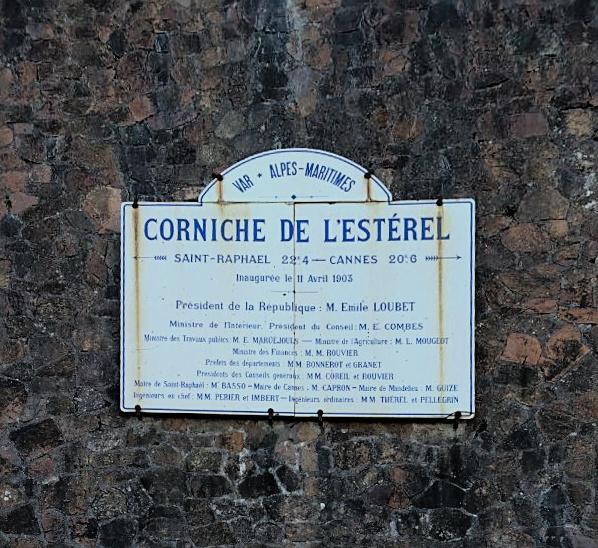 VAR * ALPES-MARITIMES
CORNICHE DE L'ESTÉREL
SAINT-RAPHAEL 22K4 — CANNES 20K6
Inaugurée le 11 Avril 1903
Président de la République : M. Emile LOUBET
Ministre de l'Intérieur, Président du Conseil : M. E. COMBES
Ministre des Travaux publics : M. E. MARUÉJOULS — Ministre de l'Agriculture : M. L. MOUGEOT
Ministre des Finances : M. M. ROUVIER
Préfets des départements : MM. BONNEROT et GRANET
Présidents des Conseils généraux : MM. COREIL et ROUVIER
Maire de Saint-Raphaël : Mr BASSO — Maire de Cannes : M. CAPRON — Maire de Mandelieu : M. GUIZE
Ingénieurs en chef : MM. PERIER et IMBERT — Ingénieurs ordinaires : MM. THÉREL et PELLEGRIN